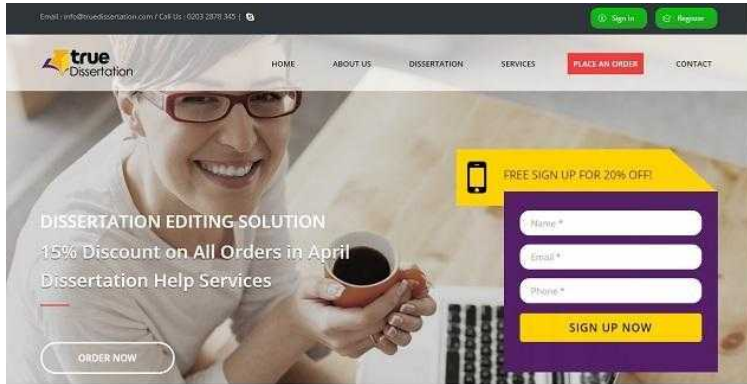 Email : info@truedissertation.com / Call Us : 0203 2878 345 |
Sign In
Register
true
Dissertation
HOME
ABOUT US
DISSERTATION
SERVICES
PLACE AN ORDER
CONTACT
FREE SIGN UP FOR 20% OFF!
Name *
Email *
Phone *
SIGN UP NOW
DISSERTATION EDITING SOLUTION
15% Discount on All Orders in April
Dissertation Help Services
ORDER NOW